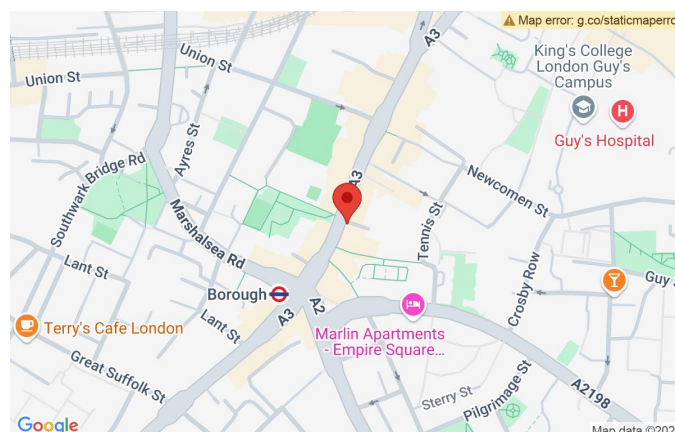 Map error: g.co/staticmaperro
A3
King's College
London Guy's
Campus
Union St
Union St
Guy's Hospital
Ayres St
Southwark Bridge Rd
A3
Newcomen St
Marshalsea Rd
Tennis St
Lant St
Crosby Row
Guy S
Borough
A2
A3
Lant St
Terry's Cafe London
Marlin Apartments
- Empire Square...
Great Suffolk St
Sterry St
Pilgrimage St
A2198
Google
Map data ©202